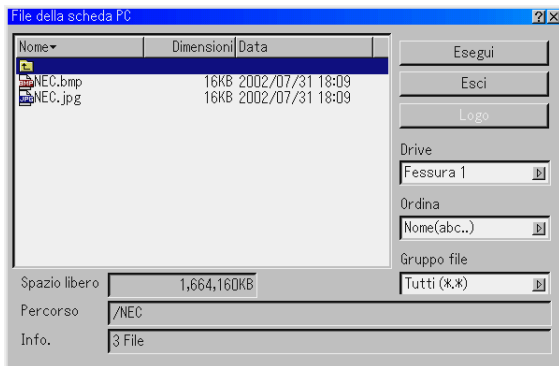 File della scheda PC
Nome Dimensioni Data
NEC.bmp 16KB 2002/07/31 18:09
NEC.jpg 16KB 2002/07/31 18:09
Esegui
Esci
Logo
Drive
Fessura 1
Ordina
Nome(abc..)
Gruppo file
Tutti (*.*)
Spazio libero 1,664,160KB
Percorso /NEC
Info. 3 File